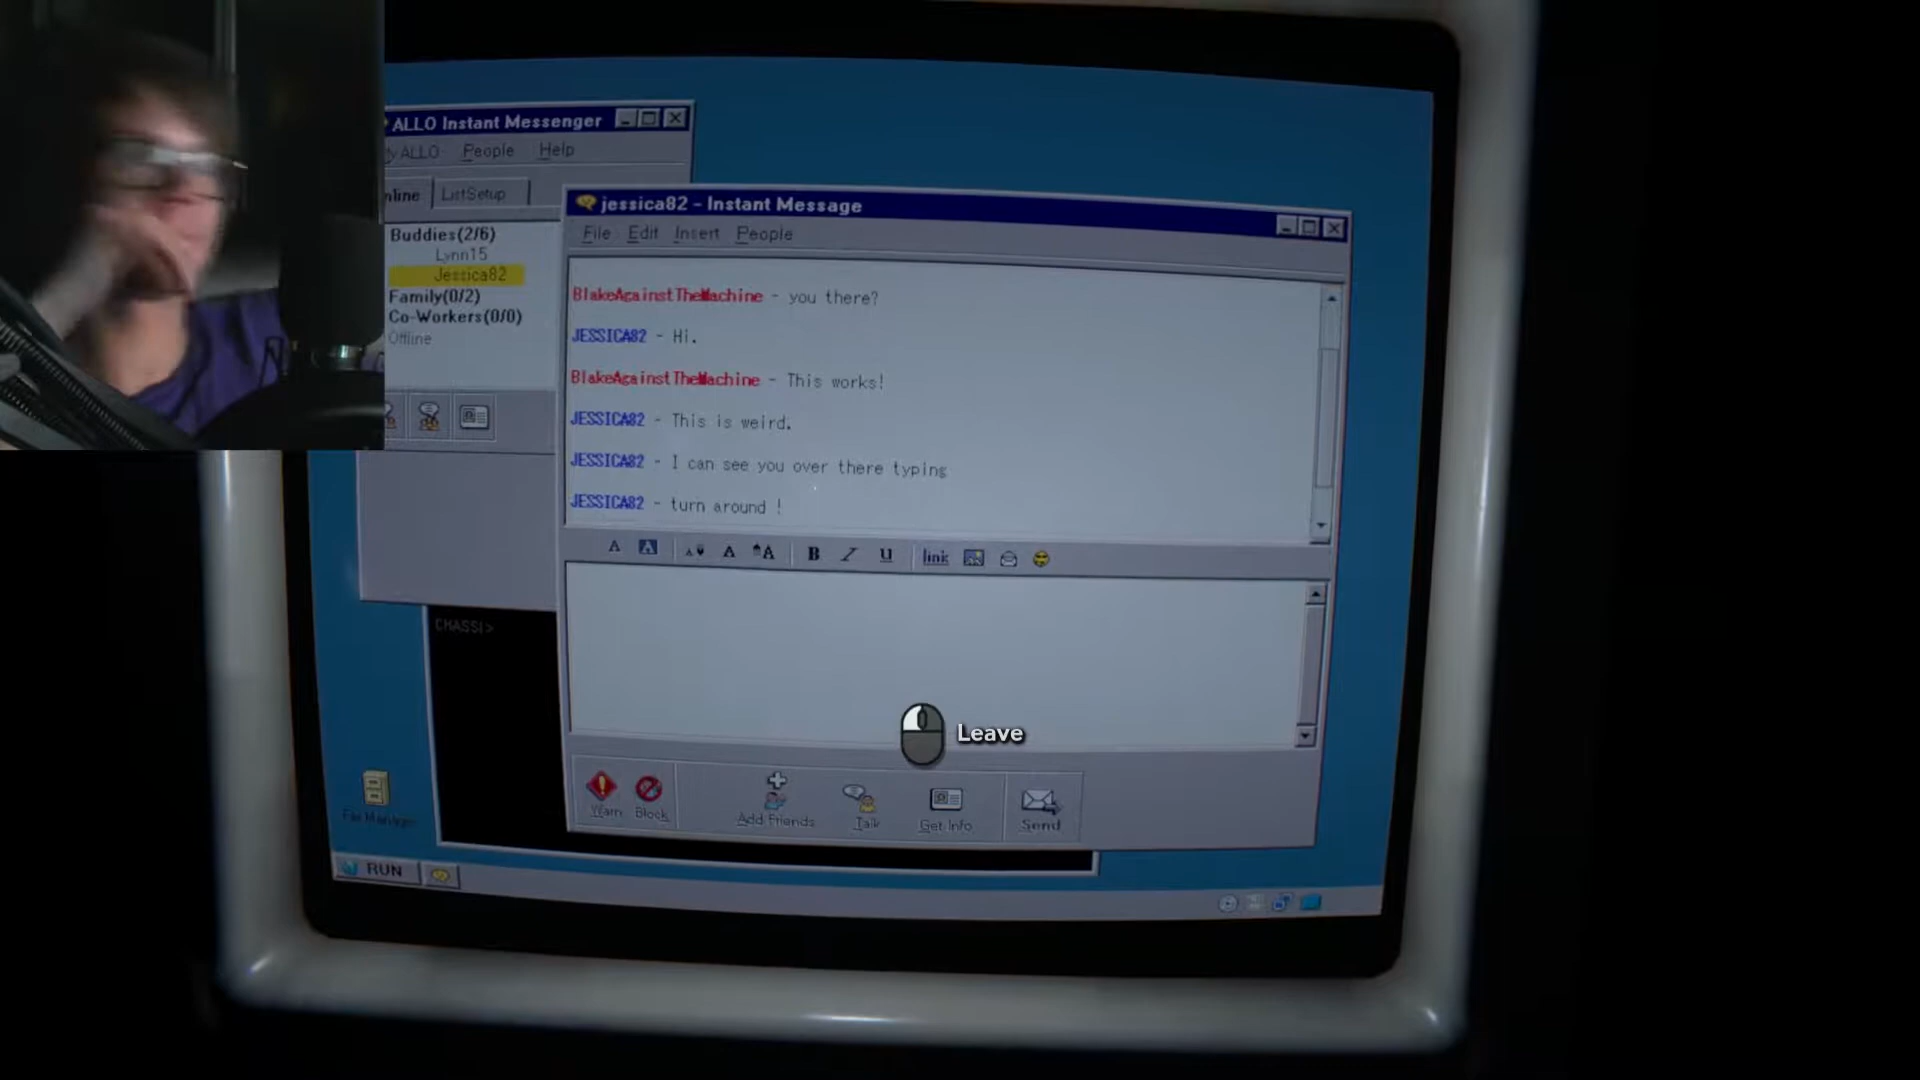 ALLO Instant Messenger
ALLO People Help
nline ListSetup
Buddies(2/6)
Lynn15
Jessica82
Family(0/2)
Co-Workers(0/0)
Offline
jessica82 - Instant Message
File Edit Insert People
BlakeAgainstTheMachine - you there?
JESSICA82 - Hi.
BlakeAgainstTheMachine - This works!
JESSICA82 - This is weird.
JESSICA82 - I can see you over there typing
JESSICA82 - turn around !
A A A A A B I U link
CHASSI>
Leave
Warn Block Add Friends Talk Get Info Send
File Manager
RUN